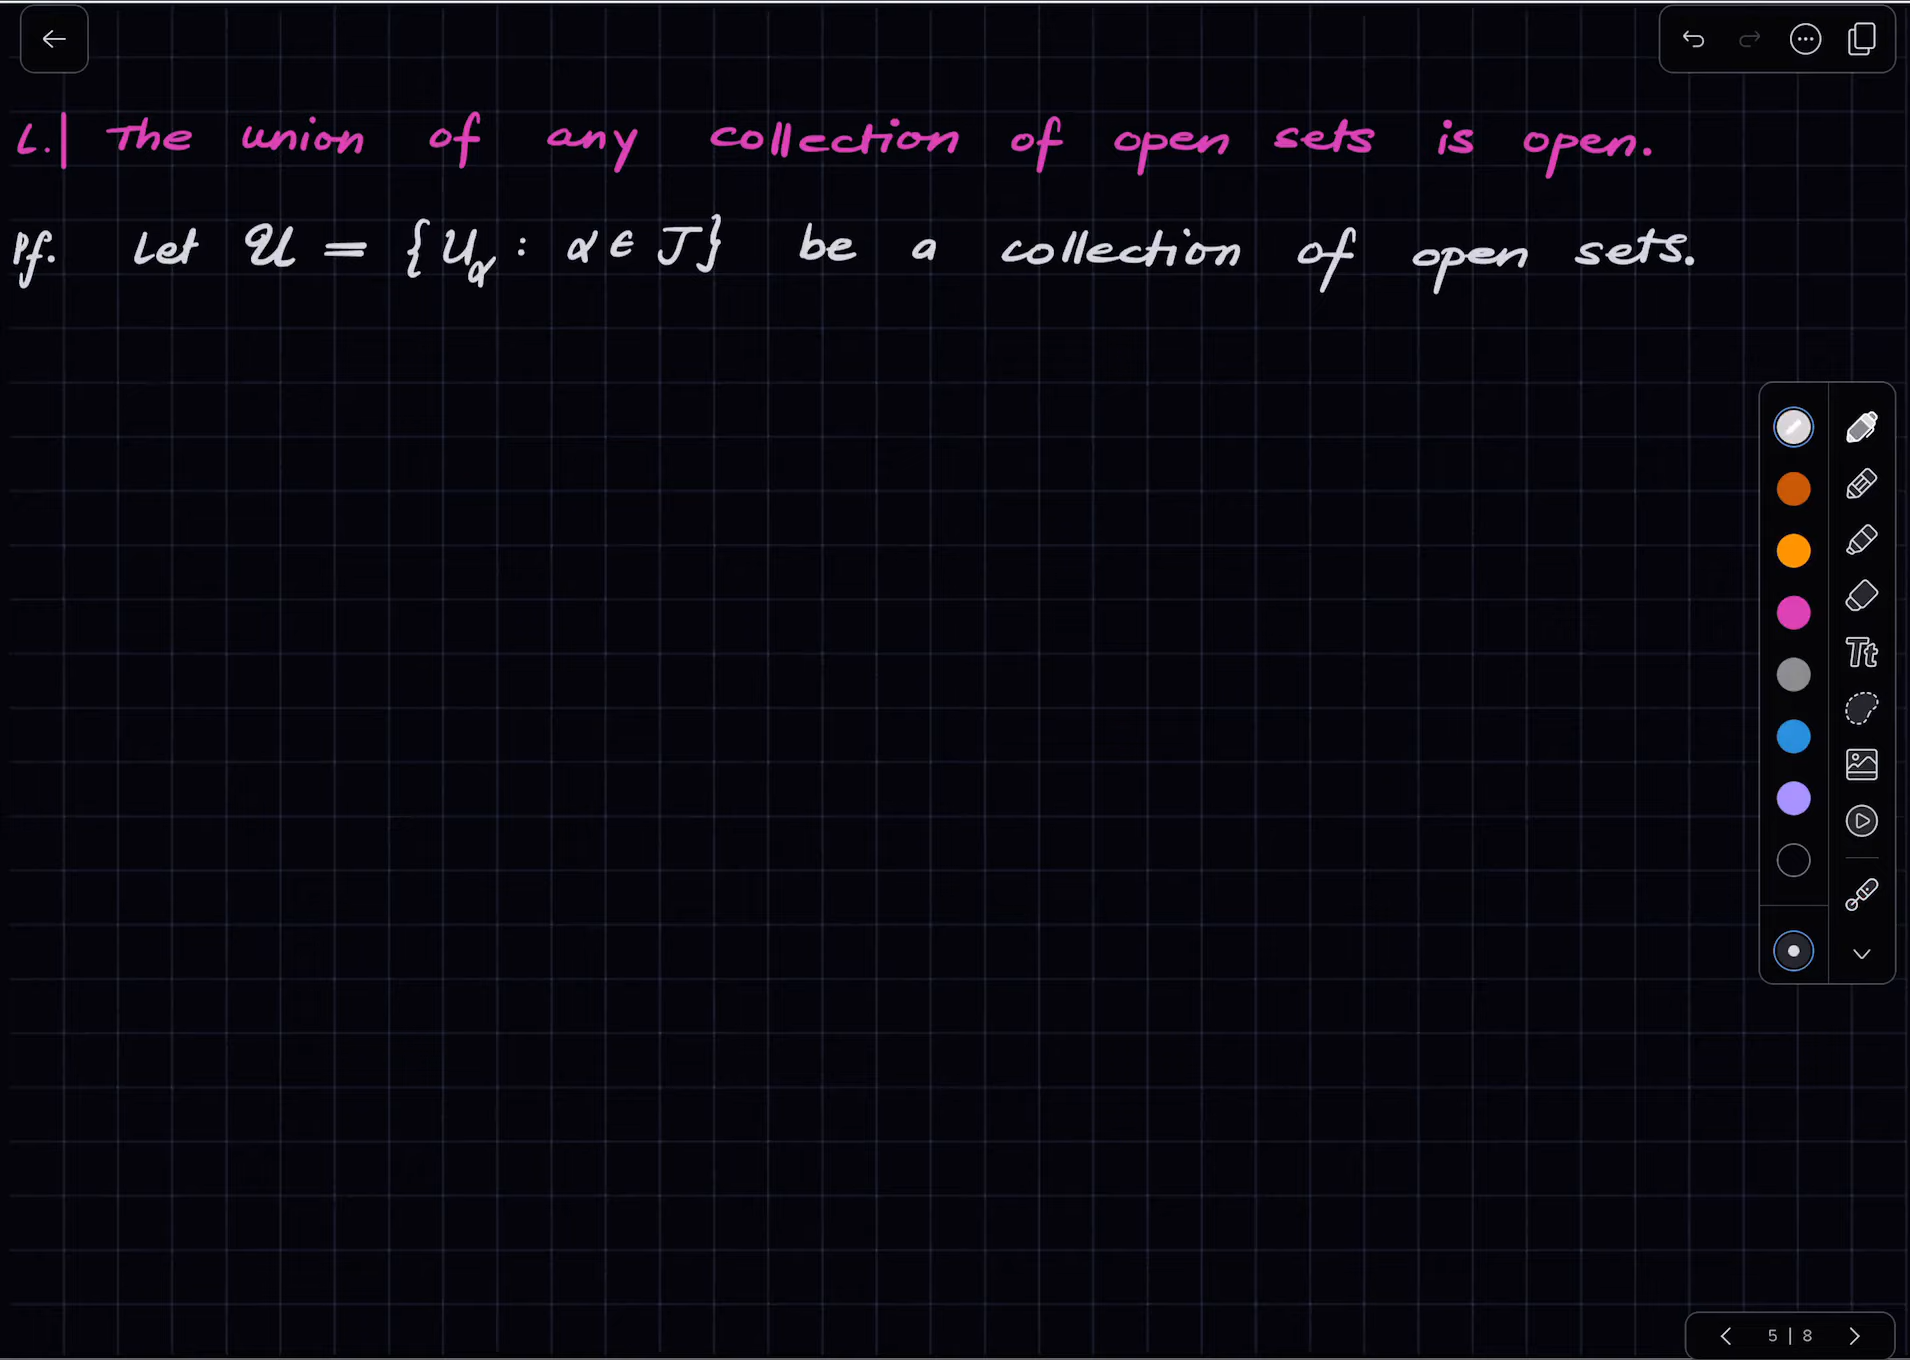 L.| The union of any collection of open sets is open.
Pf. Let 𝒰 = {U_α : α ∈ J} be a collection of open sets.
Tt
5 | 8